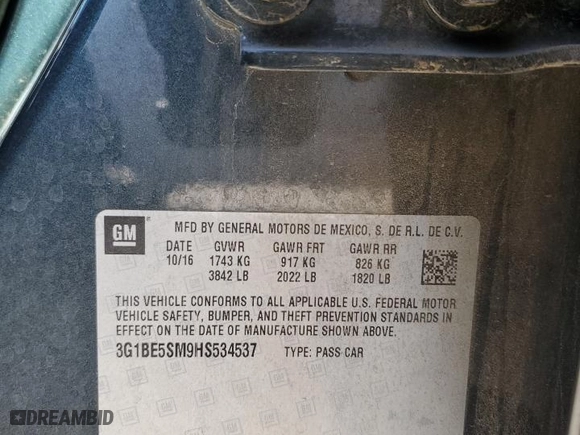 GM
MFD BY GENERAL MOTORS DE MEXICO, S. DE R.L. DE C.V.
DATE GVWR GAWR FRT GAWR RR
10/16 1743 KG 917 KG 826 KG
3842 LB 2022 LB 1820 LB
THIS VEHICLE CONFORMS TO ALL APPLICABLE U.S. FEDERAL MOTOR
VEHICLE SAFETY, BUMPER, AND THEFT PREVENTION STANDARDS
IN EFFECT ON THE DATE OF MANUFACTURE SHOWN ABOVE.
3G1BE5SM9HS534537 TYPE: PASS CAR
DREAMBID